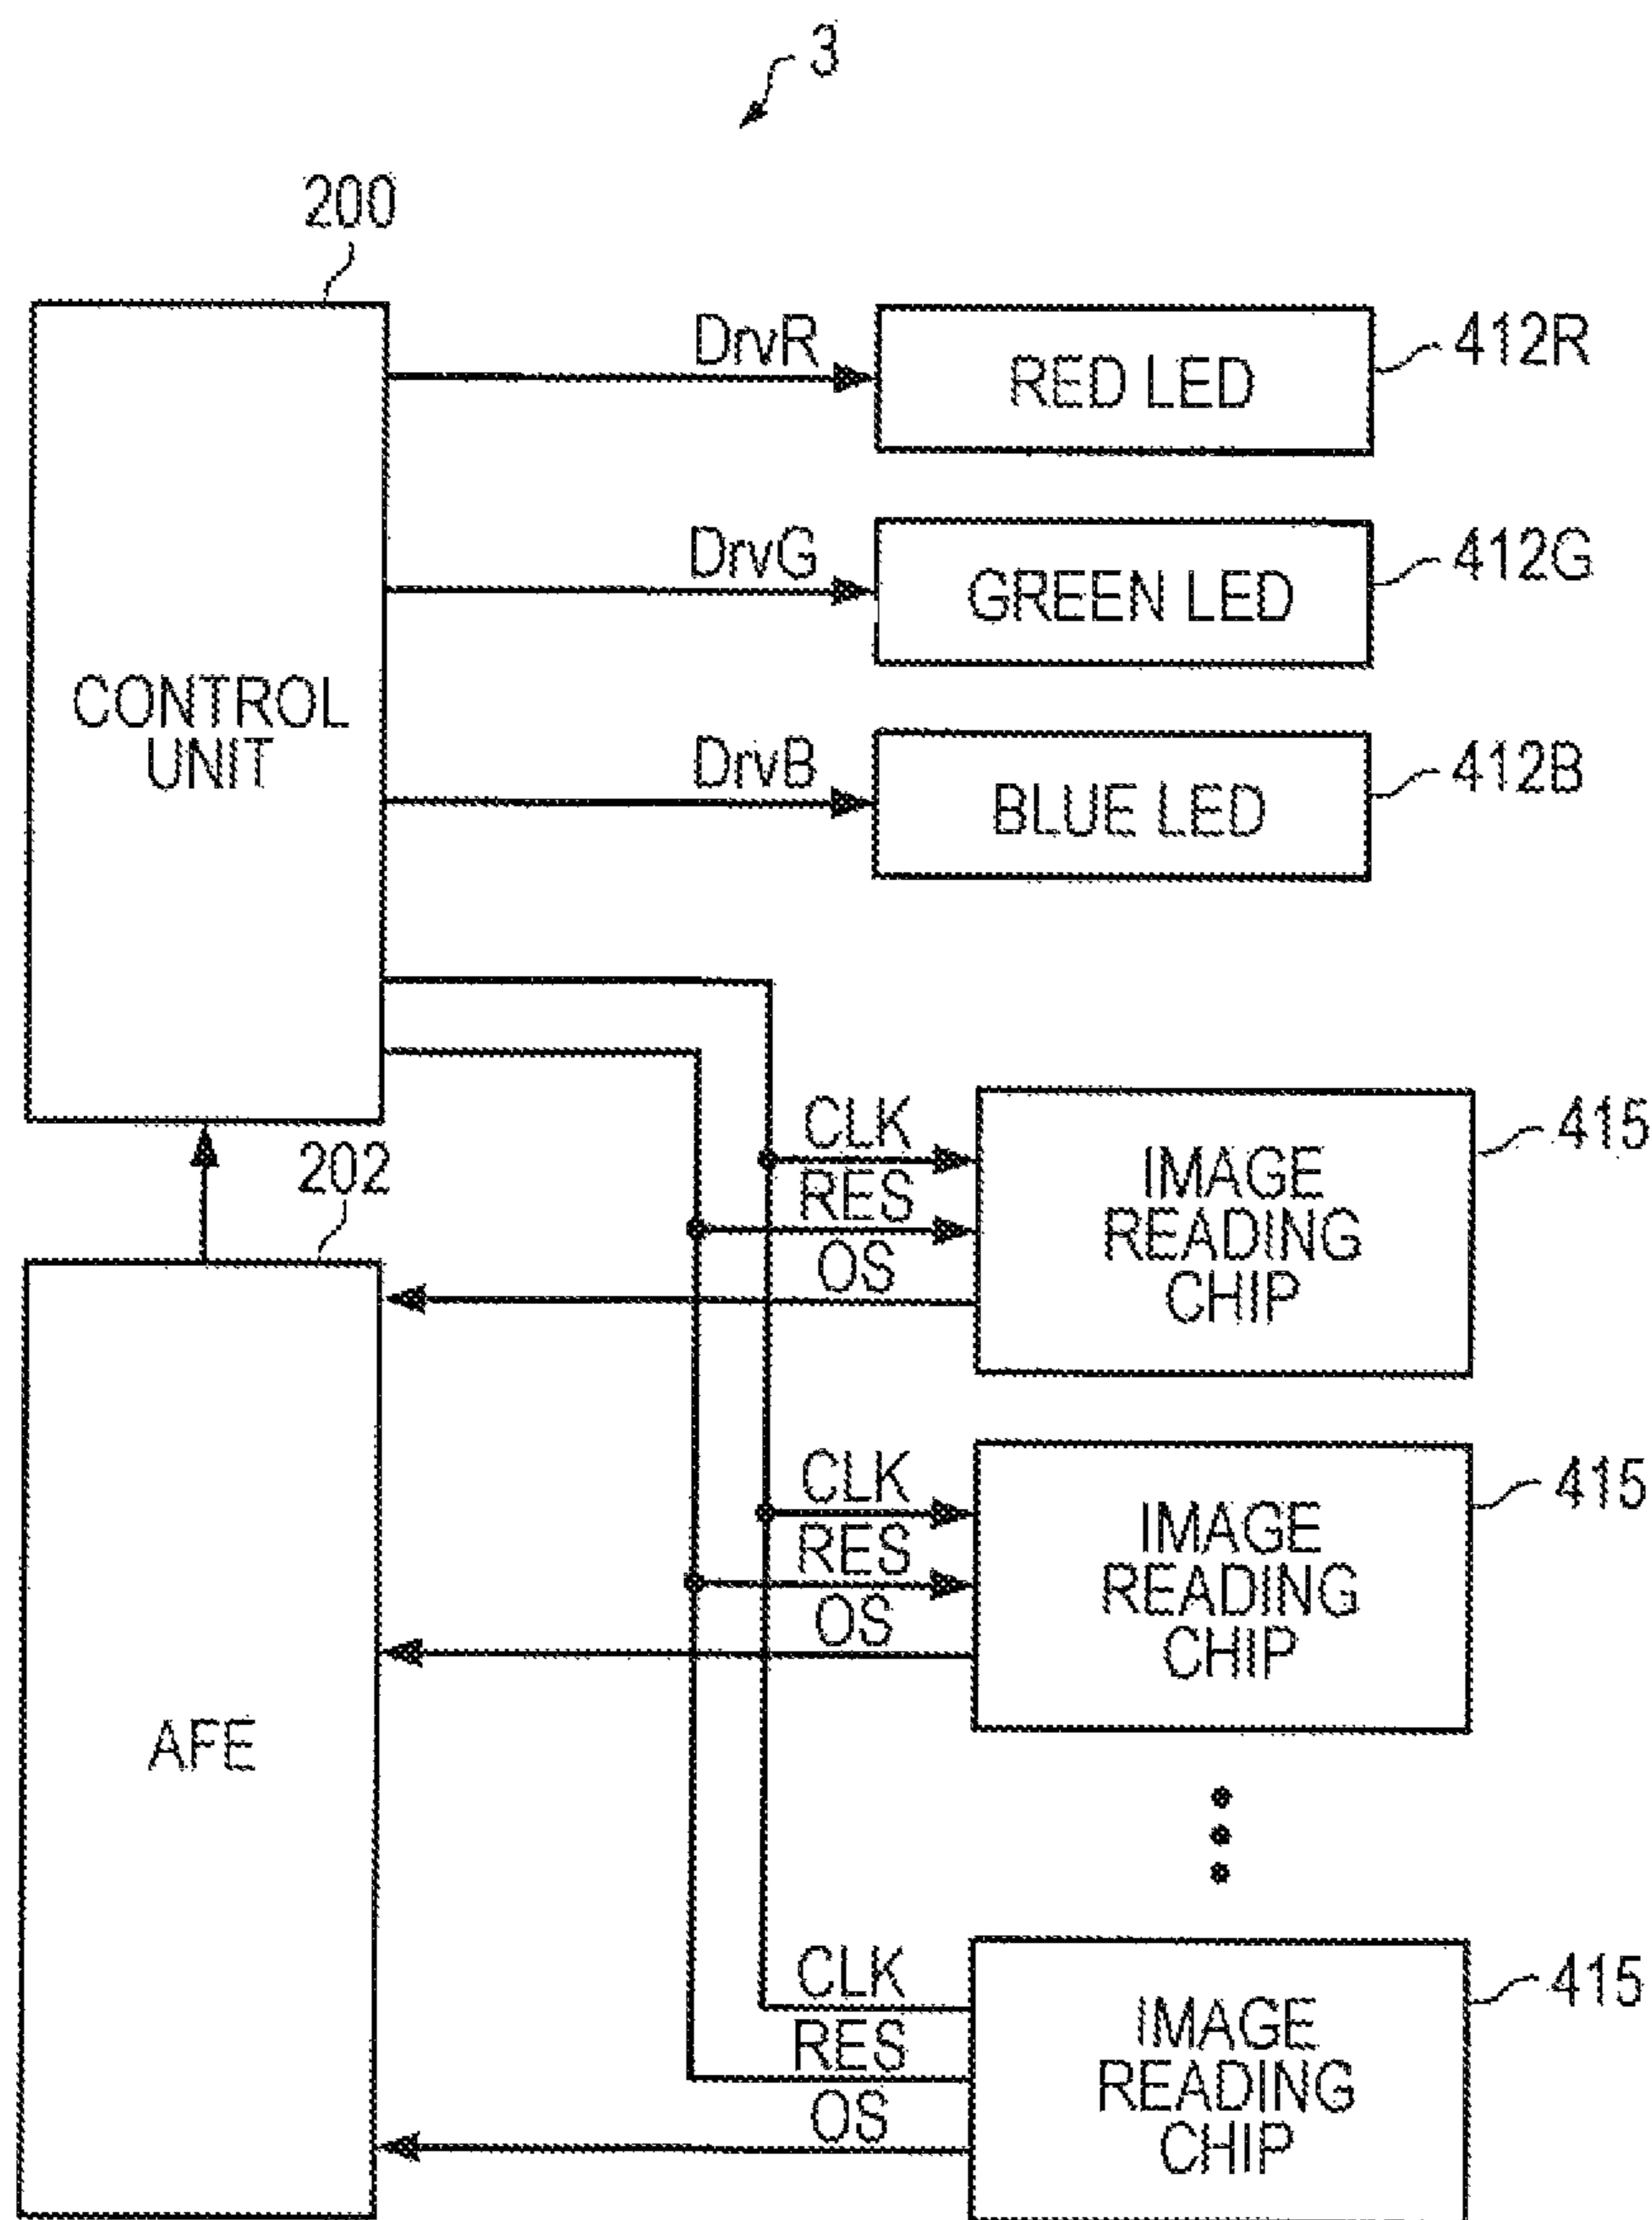 3
200
DrvR
RED LED
412R
DrvG
GREEN LED
412G
CONTROL
UNIT
DrvB
BLUE LED
412B
CLK
RES
OS
IMAGE
READING
CHIP
415
202
AFE
CLK
RES
OS
IMAGE
READING
CHIP
415
CLK
RES
OS
IMAGE
READING
CHIP
415